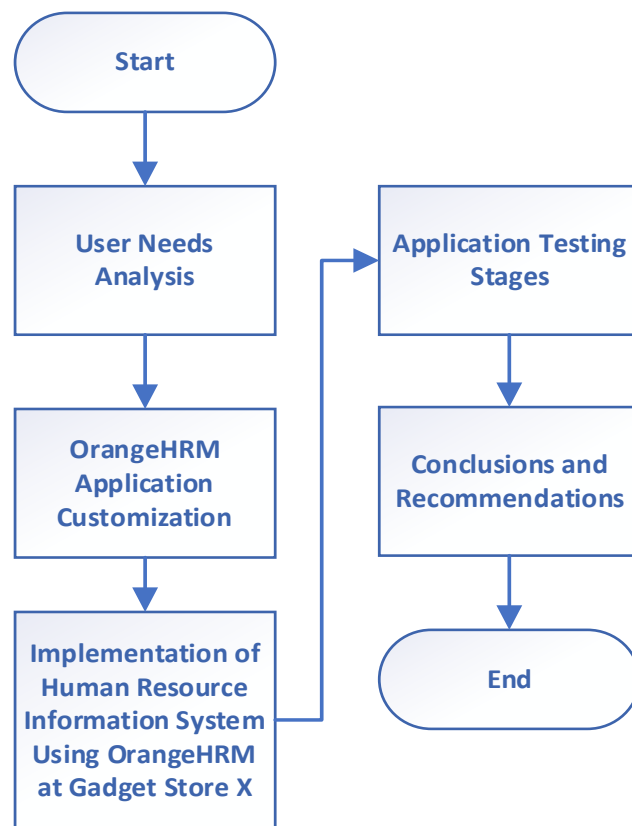 Start
User Needs
Analysis
OrangeHRM
Application
Customization
Implementation of
Human Resource
Information System
Using OrangeHRM
at Gadget Store X
Application Testing
Stages
Conclusions and
Recommendations
End